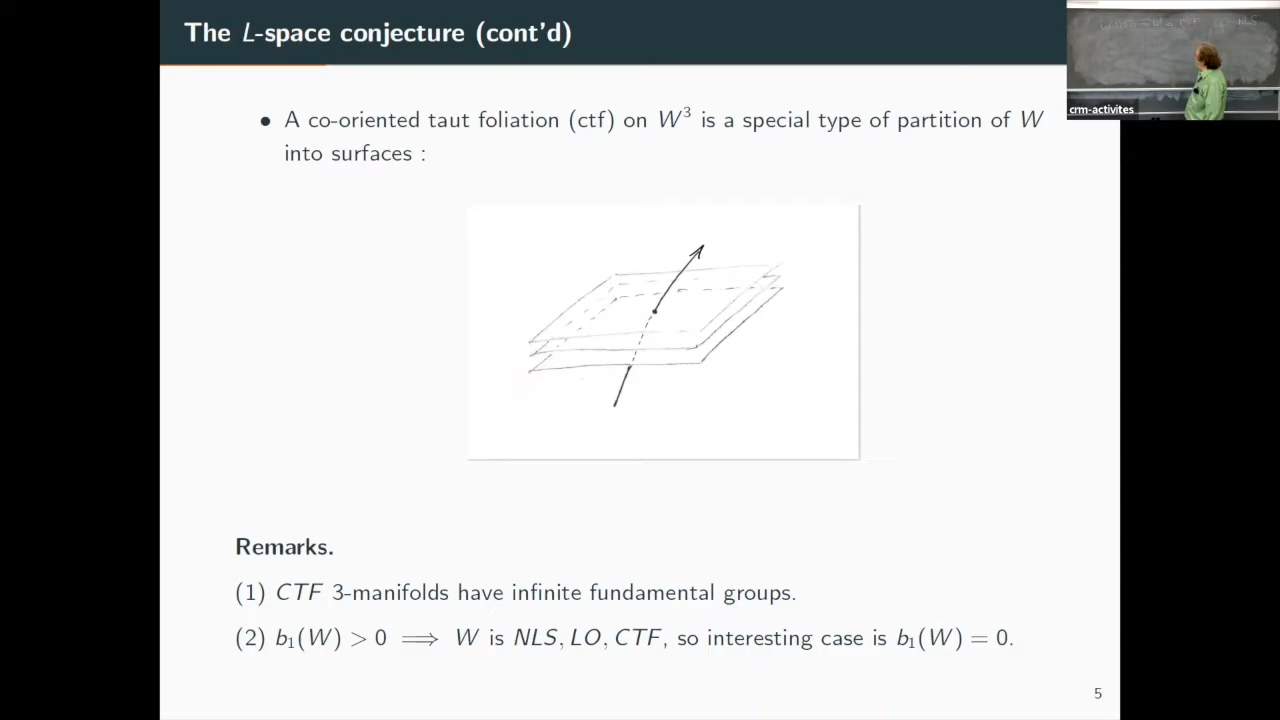 The L-space conjecture (cont'd)
• A co-oriented taut foliation (ctf) on W³ is a special type of partition of W
into surfaces :
Remarks.
(1) CTF 3-manifolds have infinite fundamental groups.
(2) b₁(W) > 0 ⟹ W is NLS, LO, CTF, so interesting case is b₁(W) = 0.
5
crm-activites